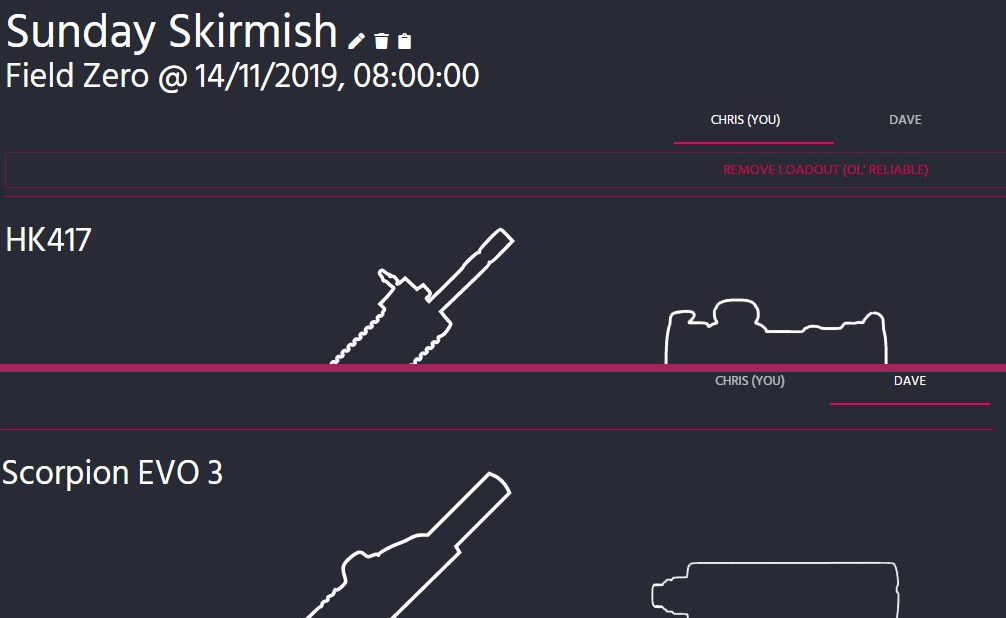 Sunday Skirmish
Field Zero @ 14/11/2019, 08:00:00
CHRIS (YOU) DAVE
REMOVE LOADOUT (OL' RELIABLE)
HK417
CHRIS (YOU) DAVE
Scorpion EVO 3